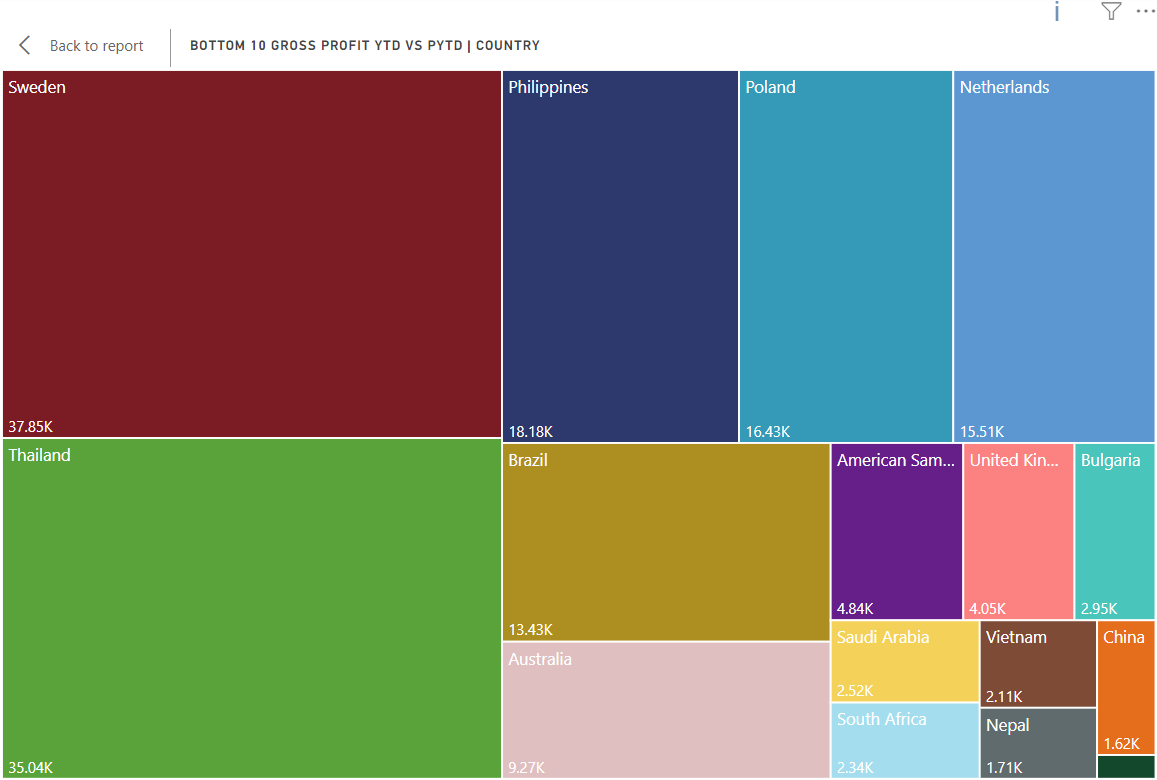 Back to report
BOTTOM 10 GROSS PROFIT YTD VS PYTD | COUNTRY
Sweden
37.85K
Thailand
35.04K
Philippines
18.18K
Poland
16.43K
Netherlands
15.51K
Brazil
13.43K
Australia
9.27K
American Sam...
4.84K
United Kin...
4.05K
Bulgaria
2.95K
Saudi Arabia
2.52K
South Africa
2.34K
Vietnam
2.11K
Nepal
1.71K
China
1.62K